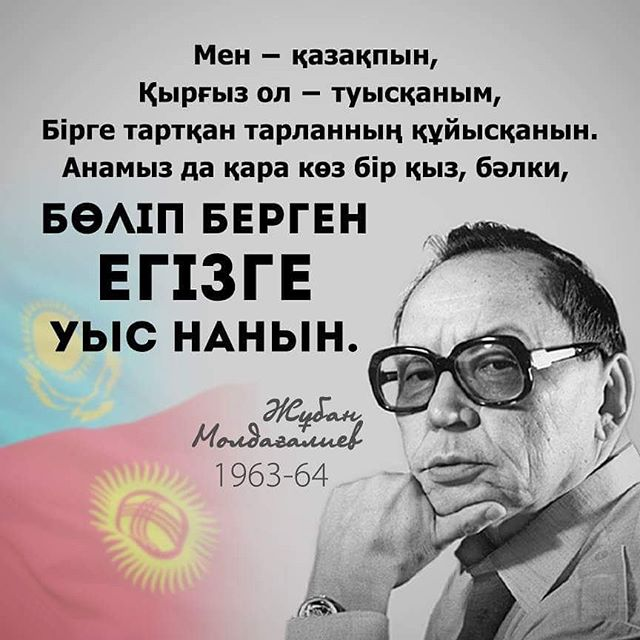 Мен – қазақпын,
Қырғыз ол – туысқаным,
Бірге тартқан тарланның құйысқанын.
Анамыз да қара көз бір қыз, бәлки,
БӨЛІП БЕРГЕН
ЕГІЗГЕ
УЫС НАНЫН.
Жұбан
Молдағалиев
1963-64